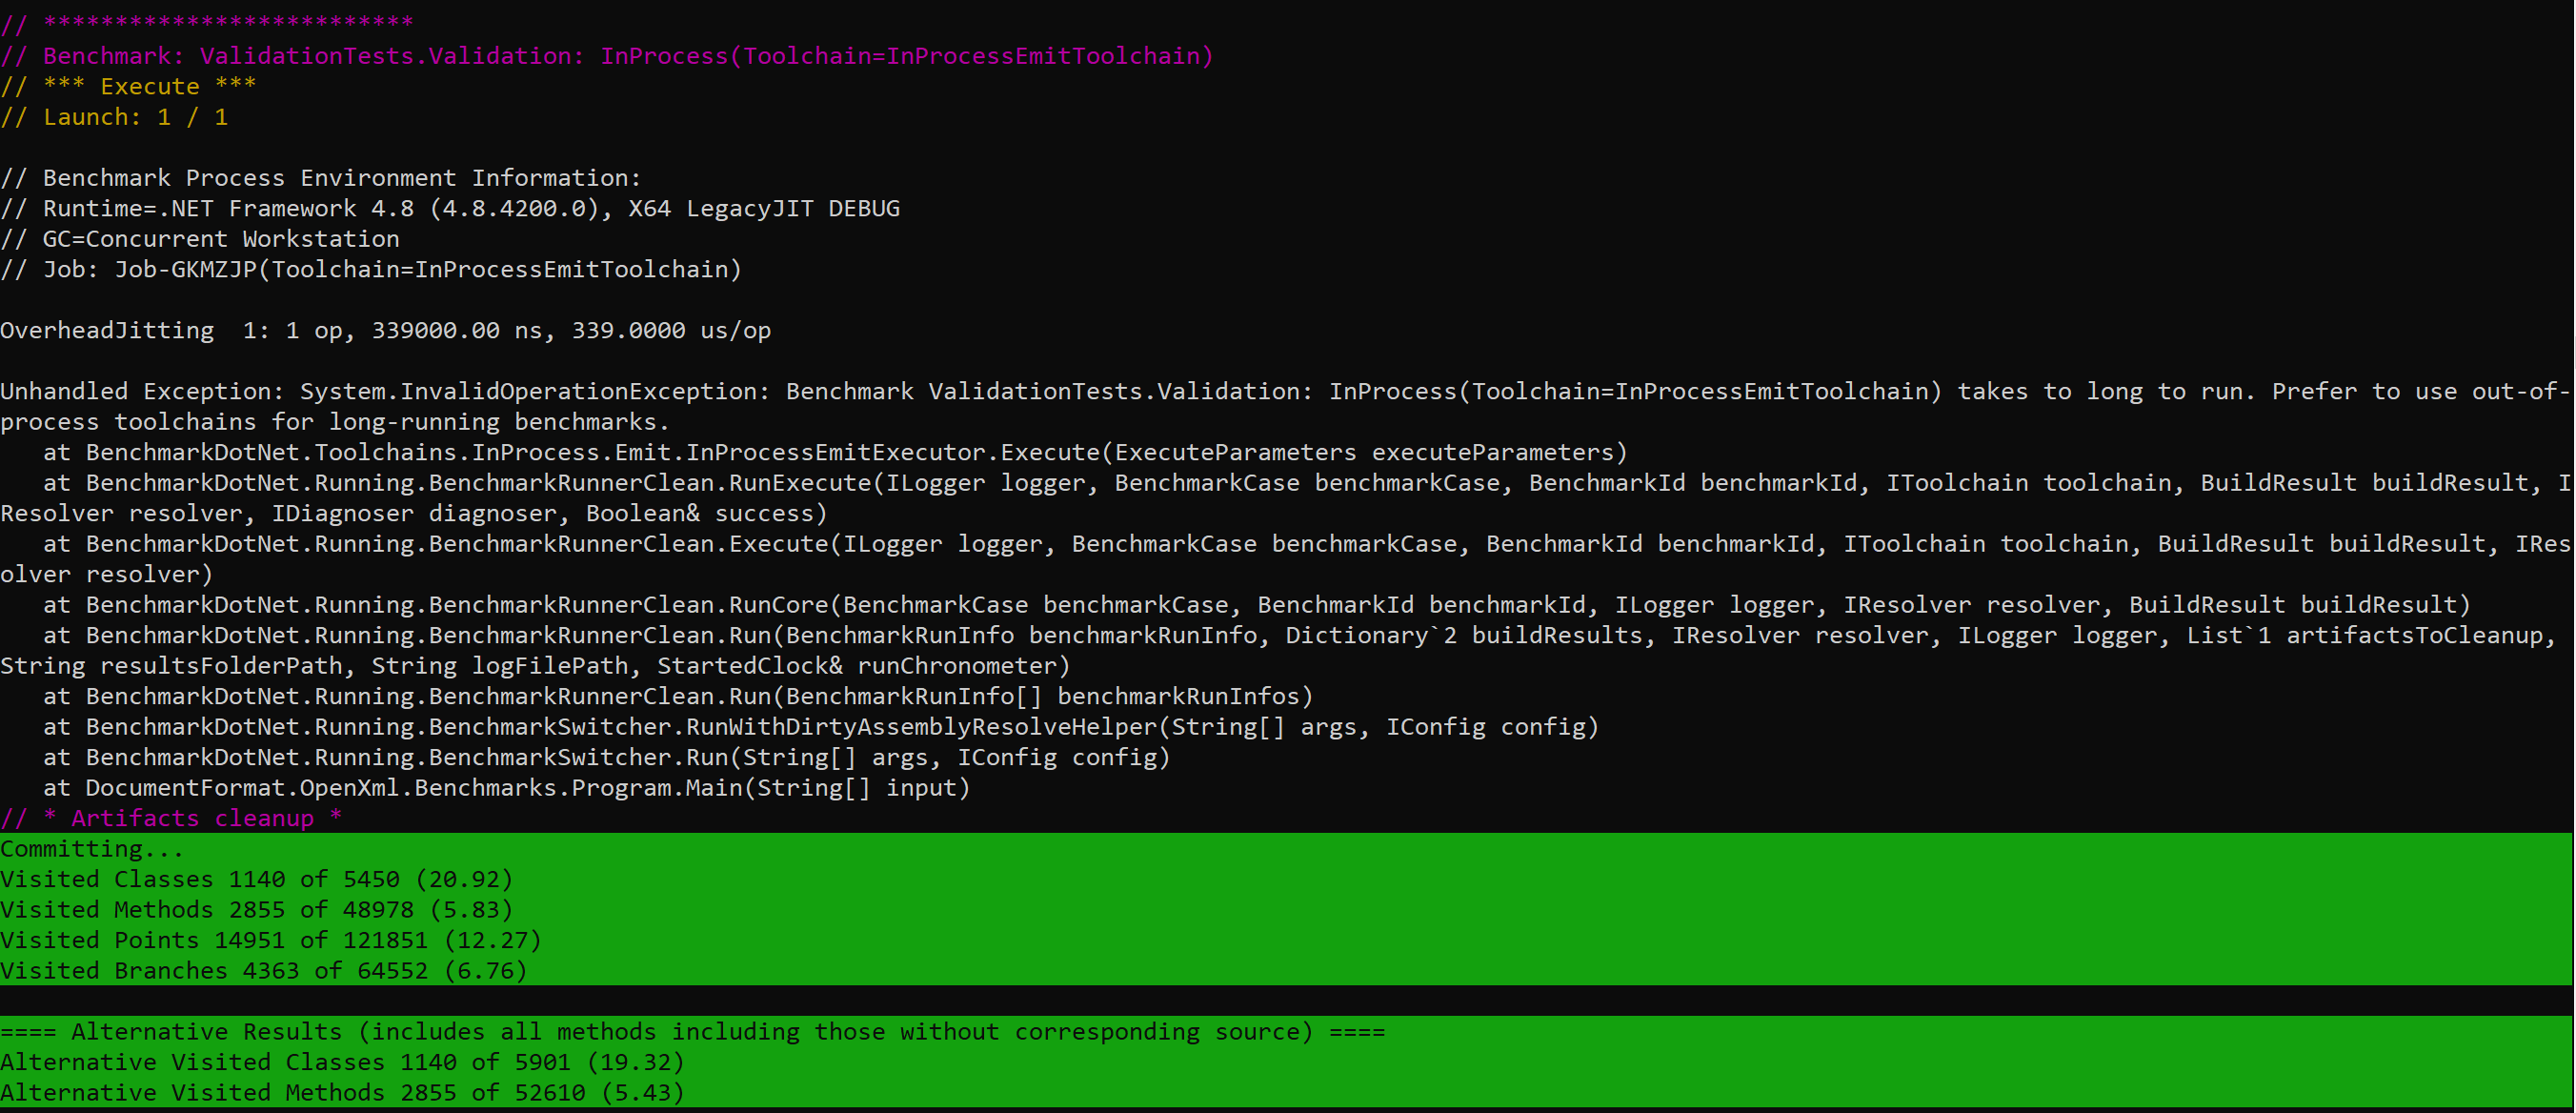 // **************************
// Benchmark: ValidationTests.Validation: InProcess(Toolchain=InProcessEmitToolchain)
// *** Execute ***
// Launch: 1 / 1
// Benchmark Process Environment Information:
// Runtime=.NET Framework 4.8 (4.8.4200.0), X64 LegacyJIT DEBUG
// GC=Concurrent Workstation
// Job: Job-GKMZJP(Toolchain=InProcessEmitToolchain)
OverheadJitting  1: 1 op, 339000.00 ns, 339.0000 us/op
Unhandled Exception: System.InvalidOperationException: Benchmark ValidationTests.Validation: InProcess(Toolchain=InProcessEmitToolchain) takes to long to run. Prefer to use out-of-
process toolchains for long-running benchmarks.
   at BenchmarkDotNet.Toolchains.InProcess.Emit.InProcessEmitExecutor.Execute(ExecuteParameters executeParameters)
   at BenchmarkDotNet.Running.BenchmarkRunnerClean.RunExecute(ILogger logger, BenchmarkCase benchmarkCase, BenchmarkId benchmarkId, IToolchain toolchain, BuildResult buildResult, I
Resolver resolver, IDiagnoser diagnoser, Boolean& success)
   at BenchmarkDotNet.Running.BenchmarkRunnerClean.Execute(ILogger logger, BenchmarkCase benchmarkCase, BenchmarkId benchmarkId, IToolchain toolchain, BuildResult buildResult, IRes
olver resolver)
   at BenchmarkDotNet.Running.BenchmarkRunnerClean.RunCore(BenchmarkCase benchmarkCase, BenchmarkId benchmarkId, ILogger logger, IResolver resolver, BuildResult buildResult)
   at BenchmarkDotNet.Running.BenchmarkRunnerClean.Run(BenchmarkRunInfo benchmarkRunInfo, Dictionary`2 buildResults, IResolver resolver, ILogger logger, List`1 artifactsToCleanup,
String resultsFolderPath, String logFilePath, StartedClock& runChronometer)
   at BenchmarkDotNet.Running.BenchmarkRunnerClean.Run(BenchmarkRunInfo[] benchmarkRunInfos)
   at BenchmarkDotNet.Running.BenchmarkSwitcher.RunWithDirtyAssemblyResolveHelper(String[] args, IConfig config)
   at BenchmarkDotNet.Running.BenchmarkSwitcher.Run(String[] args, IConfig config)
   at DocumentFormat.OpenXml.Benchmarks.Program.Main(String[] input)
// * Artifacts cleanup *
Committing...
Visited Classes 1140 of 5450 (20.92)
Visited Methods 2855 of 48978 (5.83)
Visited Points 14951 of 121851 (12.27)
Visited Branches 4363 of 64552 (6.76)
==== Alternative Results (includes all methods including those without corresponding source) ====
Alternative Visited Classes 1140 of 5901 (19.32)
Alternative Visited Methods 2855 of 52610 (5.43)